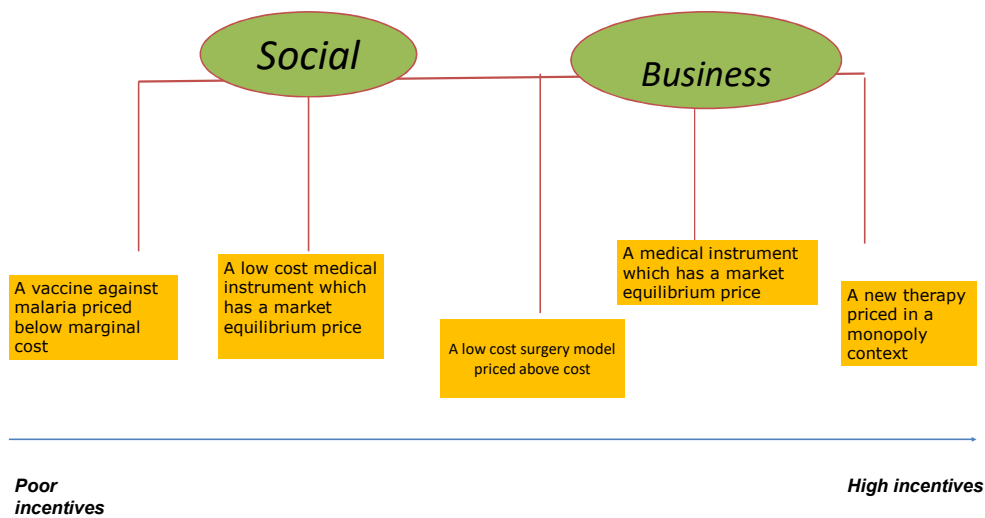 Social
Business
A vaccine against
malaria priced
below marginal
cost
A low cost medical
instrument which
has a market
equilibrium price
A low cost surgery model
priced above cost
A medical instrument
which has a market
equilibrium price
A new therapy
priced in a
monopoly
context
Poor
incentives
High incentives